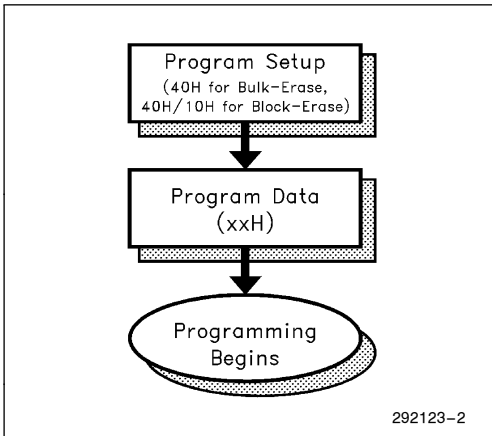 Program Setup
(40H for Bulk-Erase,
40H/10H for Block-Erase)
Program Data
(xxH)
Programming
Begins
292123-2